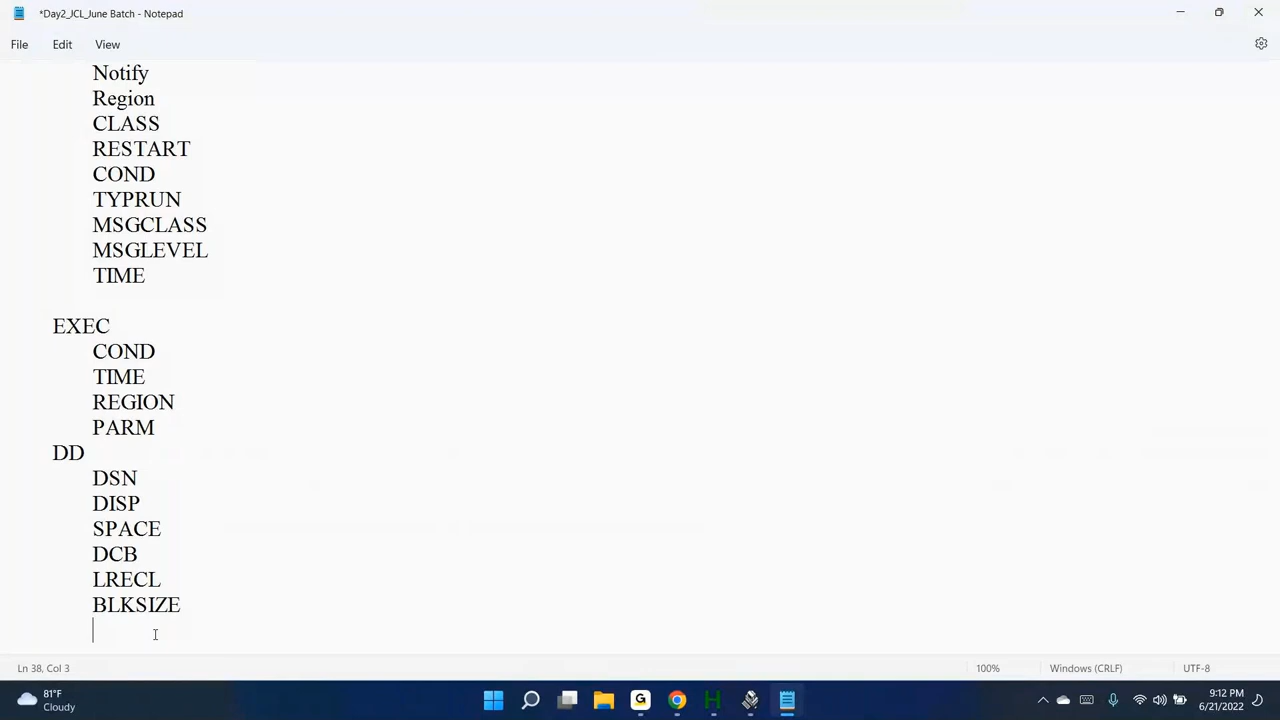 *Day2_JCL_June Batch - Notepad
File Edit View
Notify
Region
CLASS
RESTART
COND
TYPRUN
MSGCLASS
MSGLEVEL
TIME
EXEC
COND
TIME
REGION
PARM
DD
DSN
DISP
SPACE
DCB
LRECL
BLKSIZE
Ln 38, Col 3 100% Windows (CRLF) UTF-8
81°F
Cloudy
G
H
9:12 PM
6/21/2022